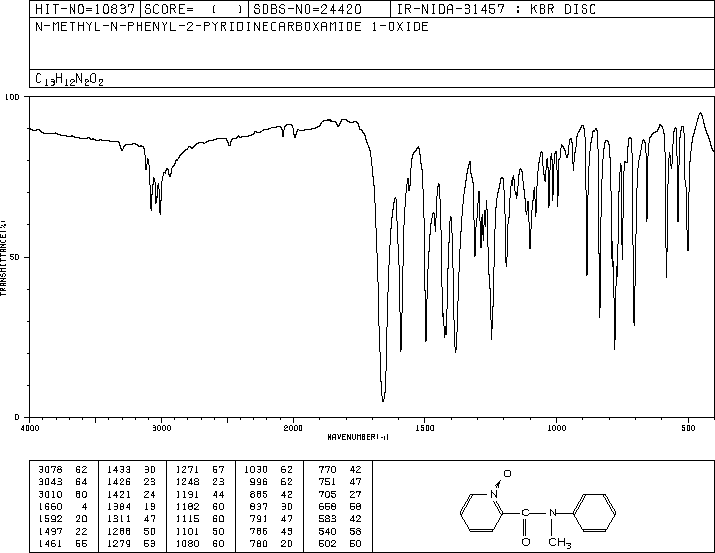 HIT-NO=10837 SCORE= ( ) SDBS-NO=24420 IR-NIDA-31457 : KBR DISC
N-METHYL-N-PHENYL-2-PYRIDINECARBOXAMIDE 1-OXIDE
C13H12N2O2
100
50
0
TRANSMITTANCE(%)
4000 3000 2000 1500 1000 500
WAVENUMBER(-1)
3078 62 1433 30 1271 57 1030 62 770 42
3043 64 1426 23 1248 23 996 62 751 47
3010 60 1421 24 1191 44 885 42 705 27
1660 4 1384 19 1182 60 837 30 658 58
1592 20 1311 47 1115 60 791 47 583 42
1497 22 1288 50 1101 50 786 49 540 58
1461 55 1279 53 1080 60 780 20 502 50
O
N
C N
O CH3